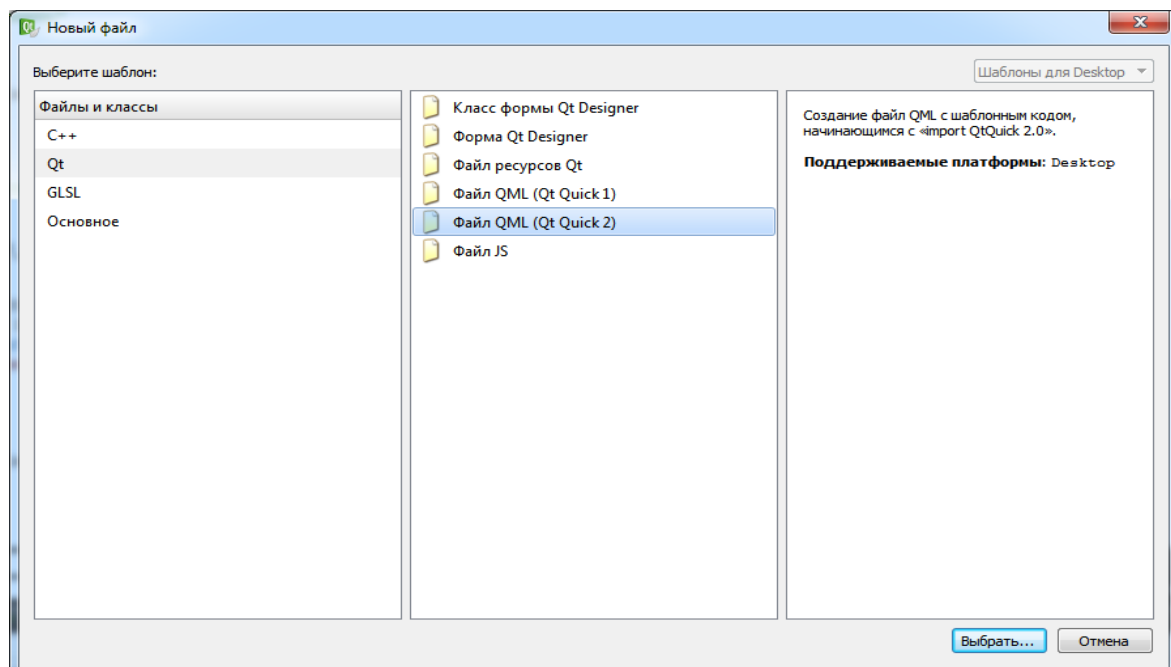 Новый файл
Выберите шаблон:
Шаблоны для Desktop
Файлы и классы
C++
Qt
GLSL
Основное
Класс формы Qt Designer
Форма Qt Designer
Файл ресурсов Qt
Файл QML (Qt Quick 1)
Файл QML (Qt Quick 2)
Файл JS
Создание файл QML с шаблонным кодом,
начинающимся с «import QtQuick 2.0».
Поддерживаемые платформы: Desktop
Выбрать...
Отмена